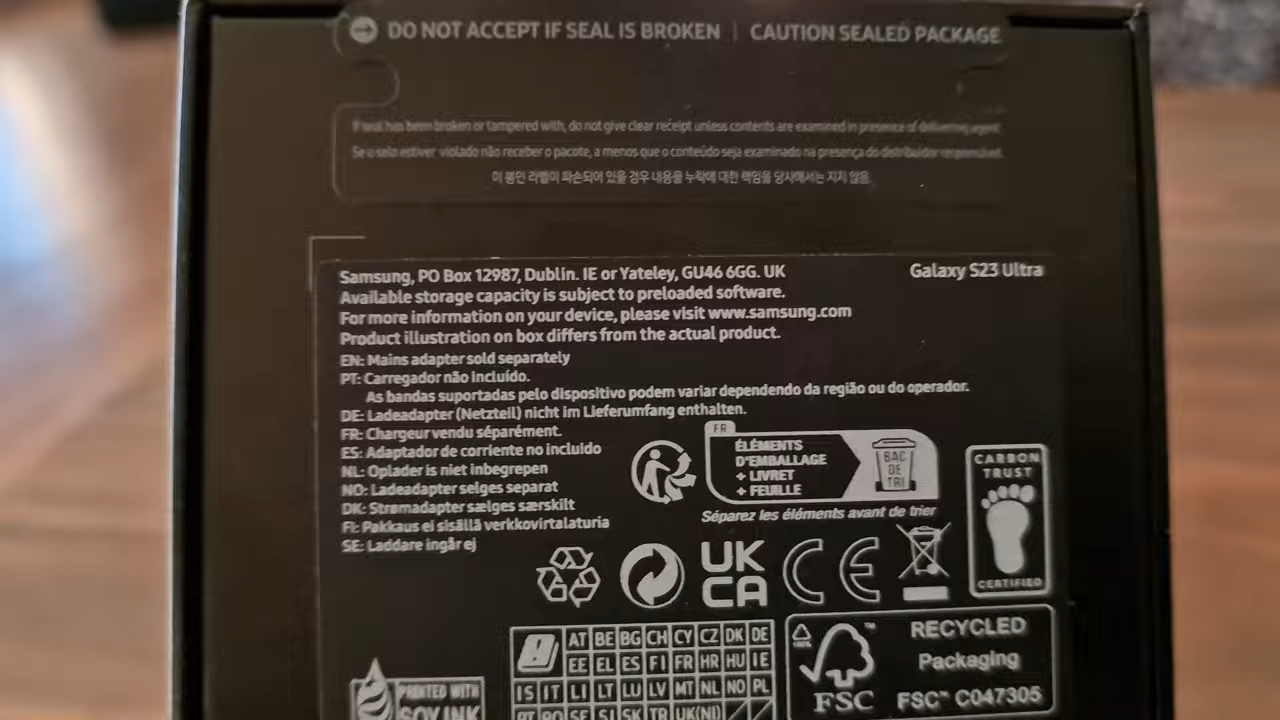 DO NOT ACCEPT IF SEAL IS BROKEN | CAUTION SEALED PACKAGE
If seal has been broken or tampered with, do not give clear receipt unless contents are examined in presence of delivering agent.
Se o selo estiver violado não receber o pacote, a menos que o conteúdo seja examinado na presença do distribuidor responsável.
이 봉인 라벨이 파손되어 있을 경우 내용물 누락에 대한 책임을 당사에서는 지지 않음.
Samsung, PO Box 12987, Dublin. IE or Yateley, GU46 6GG. UK
Galaxy S23 Ultra
Available storage capacity is subject to preloaded software.
For more information on your device, please visit www.samsung.com
Product illustration on box differs from the actual product.
EN: Mains adapter sold separately
PT: Carregador não incluído.
As bandas suportadas pelo dispositivo podem variar dependendo da região ou do operador.
DE: Ladeadapter (Netzteil) nicht im Lieferumfang enthalten.
FR: Chargeur vendu séparément.
ES: Adaptador de corriente no incluido
NL: Oplader is niet inbegrepen
NO: Ladeadapter selges separat
DK: Strømadapter sælges særskilt
FI: Pakkaus ei sisällä verkkovirtalaturia
SE: Laddare ingår ej
FR
ÉLÉMENTS
D'EMBALLAGE
+ LIVRET
+ FEUILLE
BAC
DE
TRI
Séparez les éléments avant de trier
CARBON
TRUST
CERTIFIED
UK
CA
CE
AT BE BG CH CY CZ DK DE
EE EL ES FI FR HR HU IE
IS IT LI LT LU LV MT NL NO PL
PT RO SE SI SK TR UK(NI)
PRINTED WITH
SOY INK
100%
FSC
™
RECYCLED
Packaging
FSC™ C047305